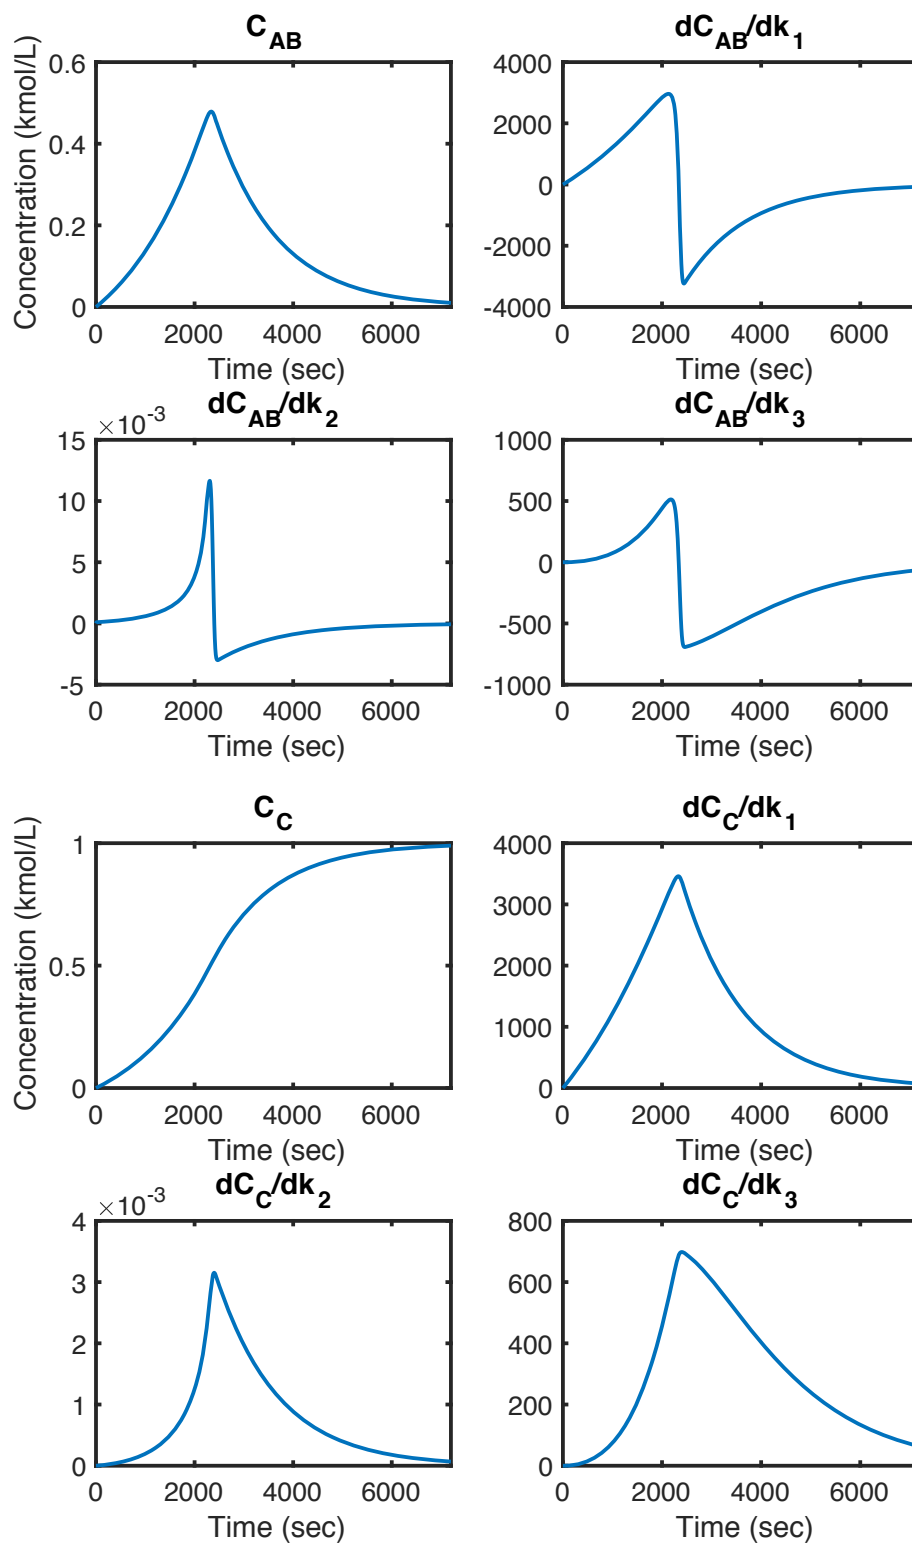 C_AB
Concentration (kmol/L)
0.6
0.4
0.2
0
0 2000 4000 6000
Time (sec)
dC_AB/dk_1
4000
2000
0
-2000
-4000
0 2000 4000 6000
Time (sec)
dC_AB/dk_2
×10^-3
15
10
5
0
-5
0 2000 4000 6000
Time (sec)
dC_AB/dk_3
1000
500
0
-500
-1000
0 2000 4000 6000
Time (sec)
C_C
Concentration (kmol/L)
1
0.5
0
0 2000 4000 6000
Time (sec)
dC_C/dk_1
4000
3000
2000
1000
0
0 2000 4000 6000
Time (sec)
dC_C/dk_2
×10^-3
4
3
2
1
0
0 2000 4000 6000
Time (sec)
dC_C/dk_3
800
600
400
200
0
0 2000 4000 6000
Time (sec)